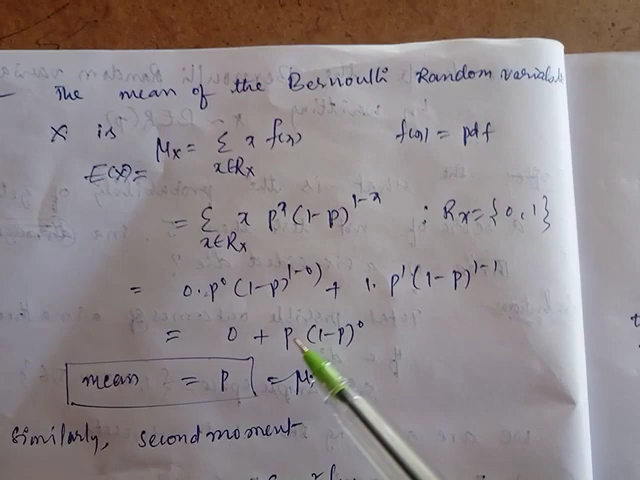 The mean of the Bernoulli Random variable
X is μx = Σ x f(x) f(x) = pdf
E(X)= x∈Rx
= Σ x p^x (1-p)^1-x ; Rx = {0,1}
x∈Rx
= 0. p^0 (1-p)^(1-0) + 1. p^1 (1-p)^1-1
= 0 + p (1-p)^0
mean = p = μ
Similarly, second moment